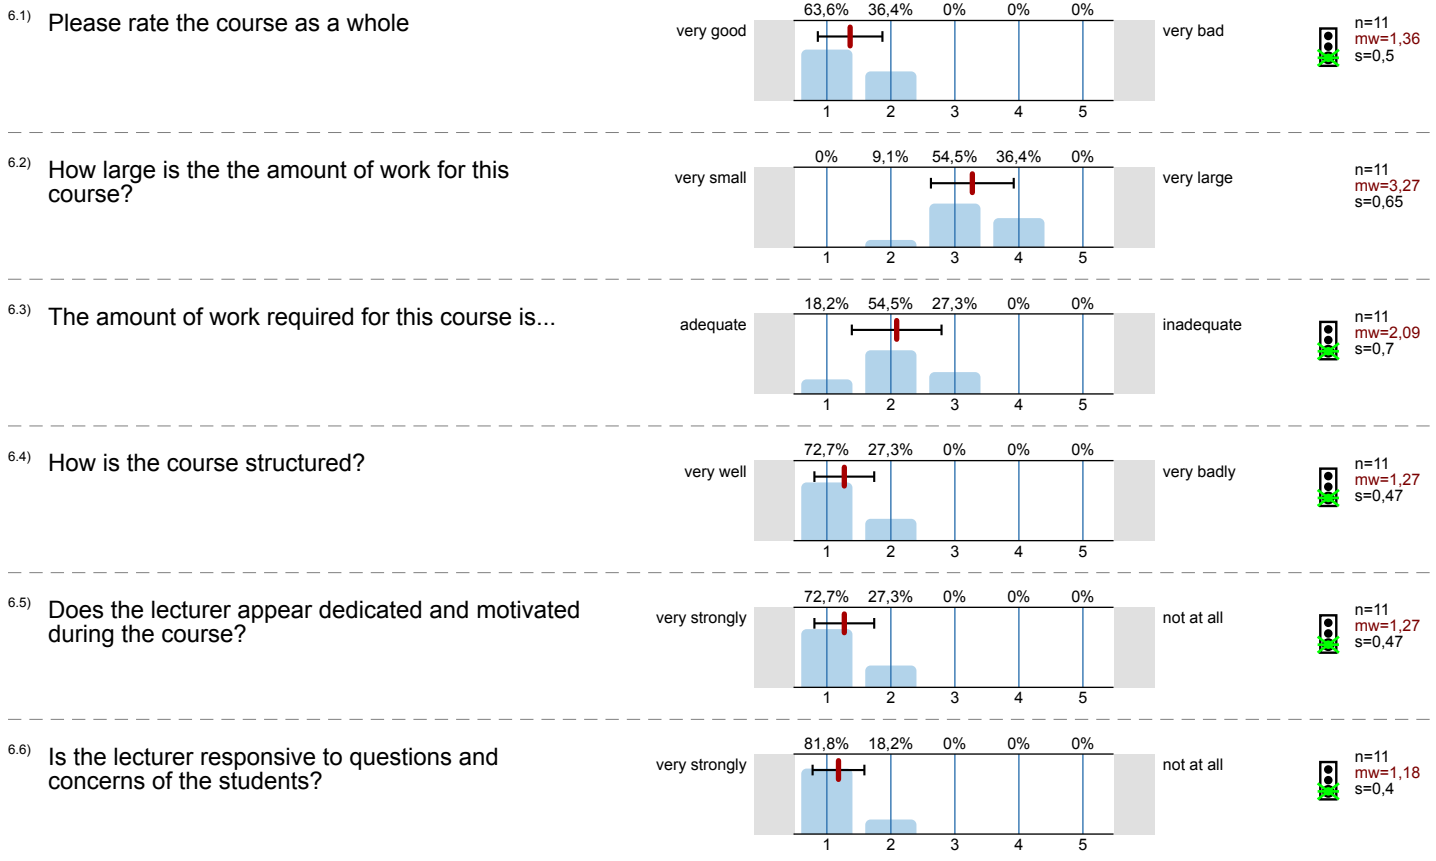 6.1) Please rate the course as a whole
63,6% 36,4% 0% 0% 0%
very good very bad
n=11
mw=1,36
s=0,5
1 2 3 4 5
6.2) How large is the the amount of work for this
course?
0% 9,1% 54,5% 36,4% 0%
very small very large
n=11
mw=3,27
s=0,65
1 2 3 4 5
6.3) The amount of work required for this course is...
18,2% 54,5% 27,3% 0% 0%
adequate inadequate
n=11
mw=2,09
s=0,7
1 2 3 4 5
6.4) How is the course structured?
72,7% 27,3% 0% 0% 0%
very well very badly
n=11
mw=1,27
s=0,47
1 2 3 4 5
6.5) Does the lecturer appear dedicated and motivated
during the course?
72,7% 27,3% 0% 0% 0%
very strongly not at all
n=11
mw=1,27
s=0,47
1 2 3 4 5
6.6) Is the lecturer responsive to questions and
concerns of the students?
81,8% 18,2% 0% 0% 0%
very strongly not at all
n=11
mw=1,18
s=0,4
1 2 3 4 5